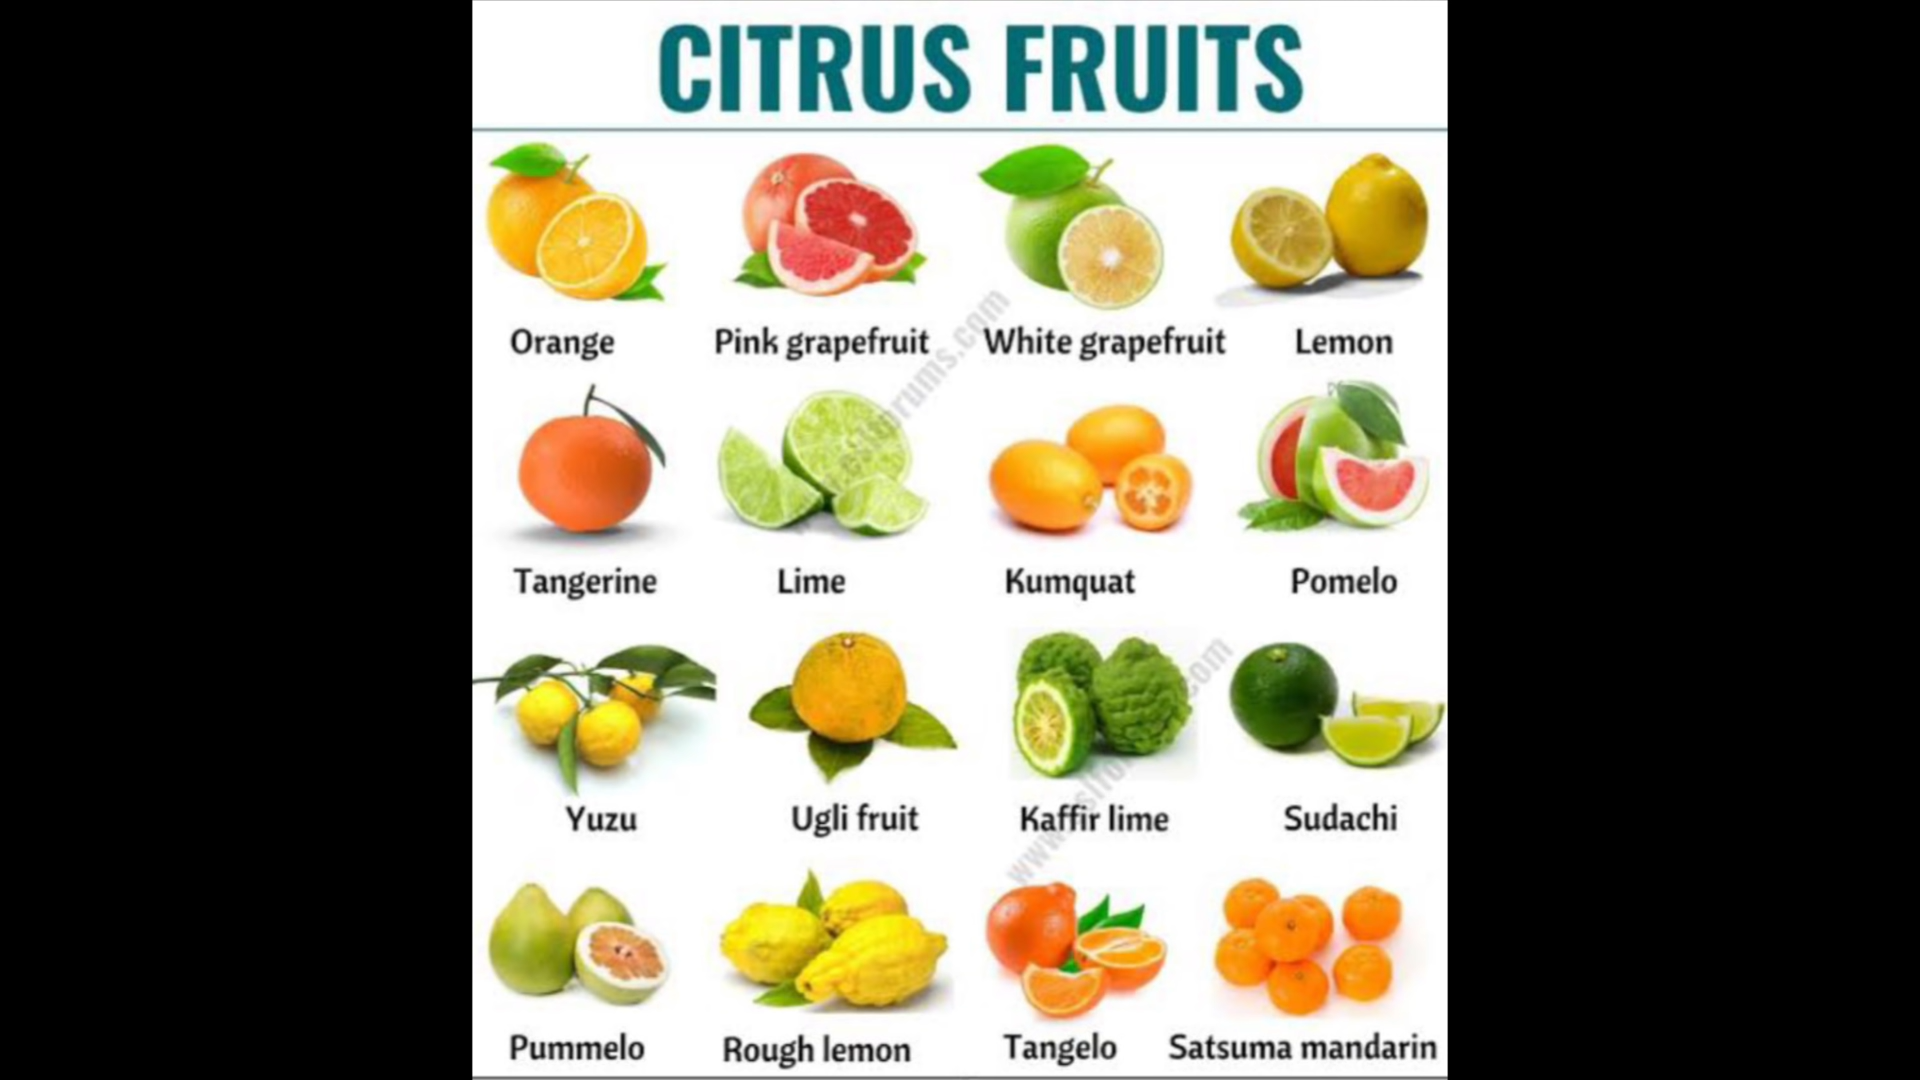 CITRUS FRUITS
Orange Pink grapefruit White grapefruit Lemon
Tangerine Lime Kumquat Pomelo
Yuzu Ugli fruit Kaffir lime Sudachi
Pummelo Rough lemon Tangelo Satsuma mandarin